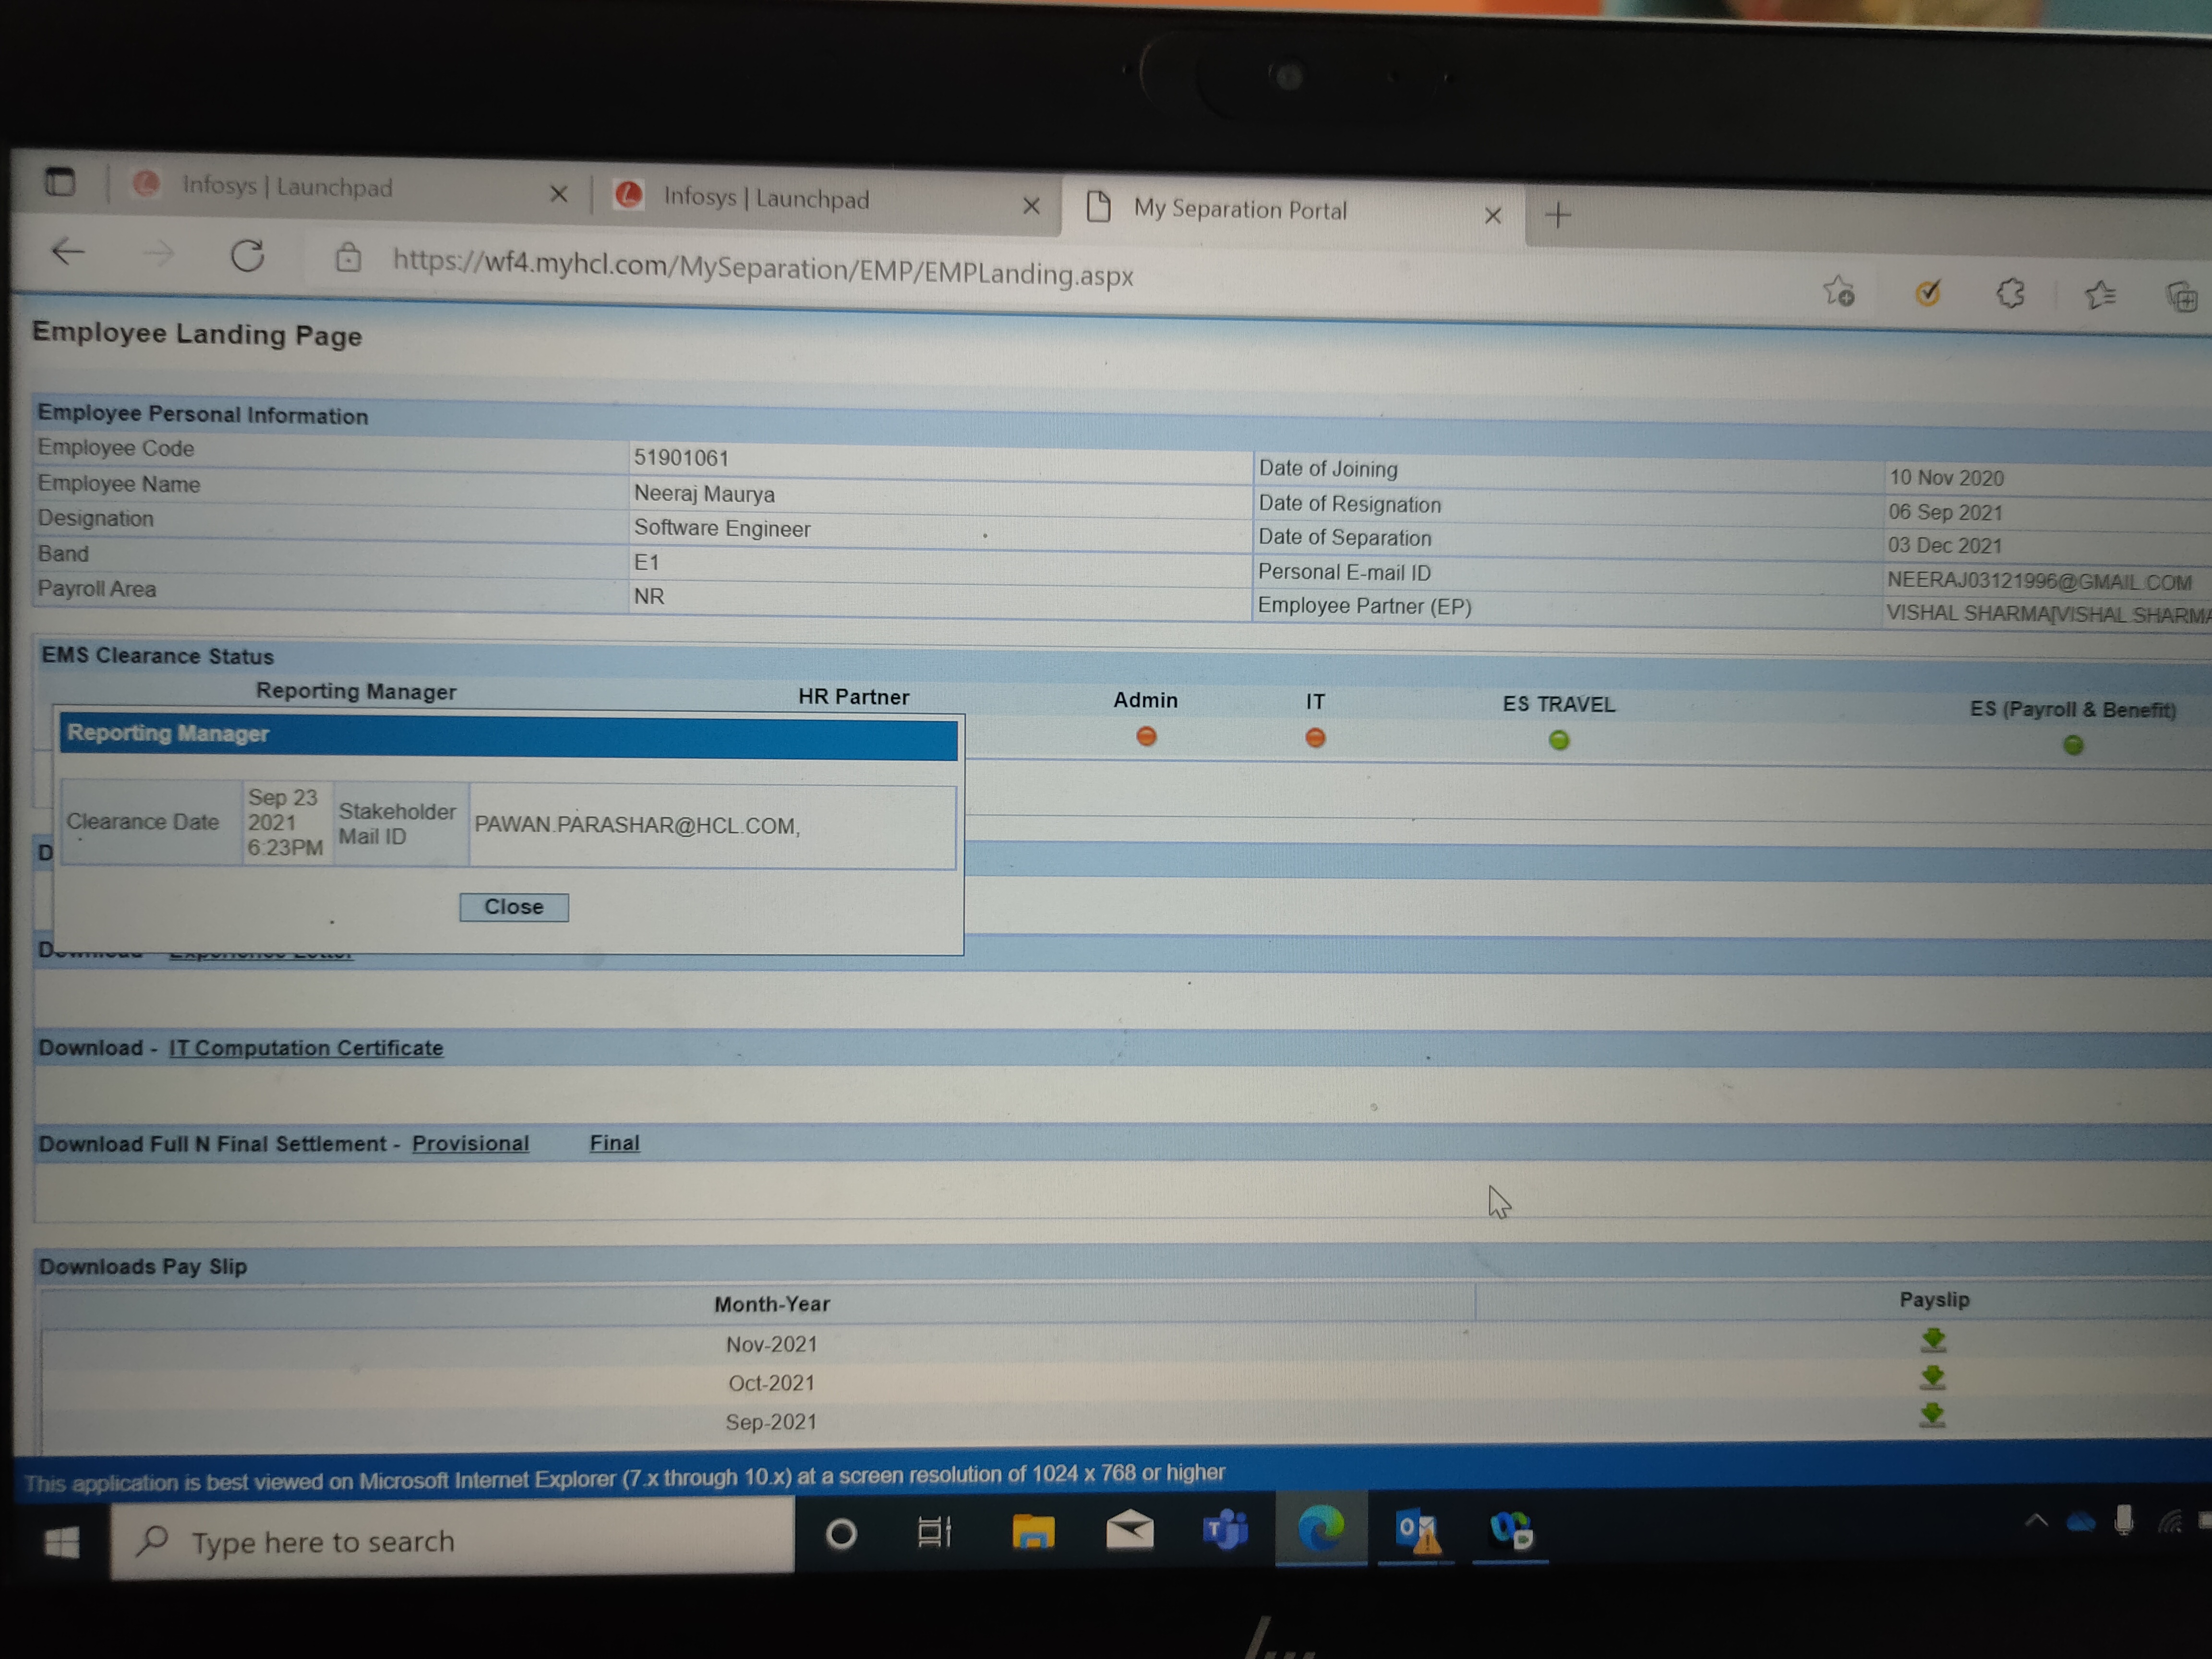 Infosys | Launchpad
Infosys | Launchpad
My Separation Portal
https://wf4.myhcl.com/MySeparation/EMP/EMPLanding.aspx
Employee Landing Page
Employee Personal Information
Employee Code 51901061 Date of Joining 10 Nov 2020
Employee Name Neeraj Maurya Date of Resignation 06 Sep 2021
Designation Software Engineer Date of Separation 03 Dec 2021
Band E1 Personal E-mail ID NEERAJ03121996@GMAIL.COM
Payroll Area NR Employee Partner (EP) VISHAL SHARMA[VISHAL.SHARMA
EMS Clearance Status
Reporting Manager HR Partner Admin IT ES TRAVEL ES (Payroll & Benefit)
Reporting Manager
Clearance Date
Sep 23
2021
6:23PM
Stakeholder
Mail ID
PAWAN.PARASHAR@HCL.COM,
D
Close
Download - Experience Letter
Download - IT Computation Certificate
Download Full N Final Settlement - Provisional Final
Downloads Pay Slip
Month-Year Payslip
Nov-2021
Oct-2021
Sep-2021
This application is best viewed on Microsoft Internet Explorer (7.x through 10.x) at a screen resolution of 1024 x 768 or higher
Type here to search